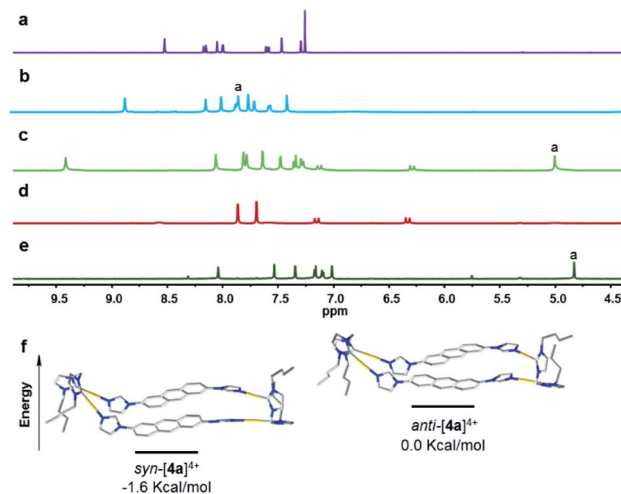 a
b
a
c
a
d
e
a
9.5 9.0 8.5 8.0 7.5 7.0 6.5 6.0 5.5 5.0 4.5
ppm
f
Energy
syn-[4a]4+
-1.6 Kcal/mol
anti-[4a]4+
0.0 Kcal/mol